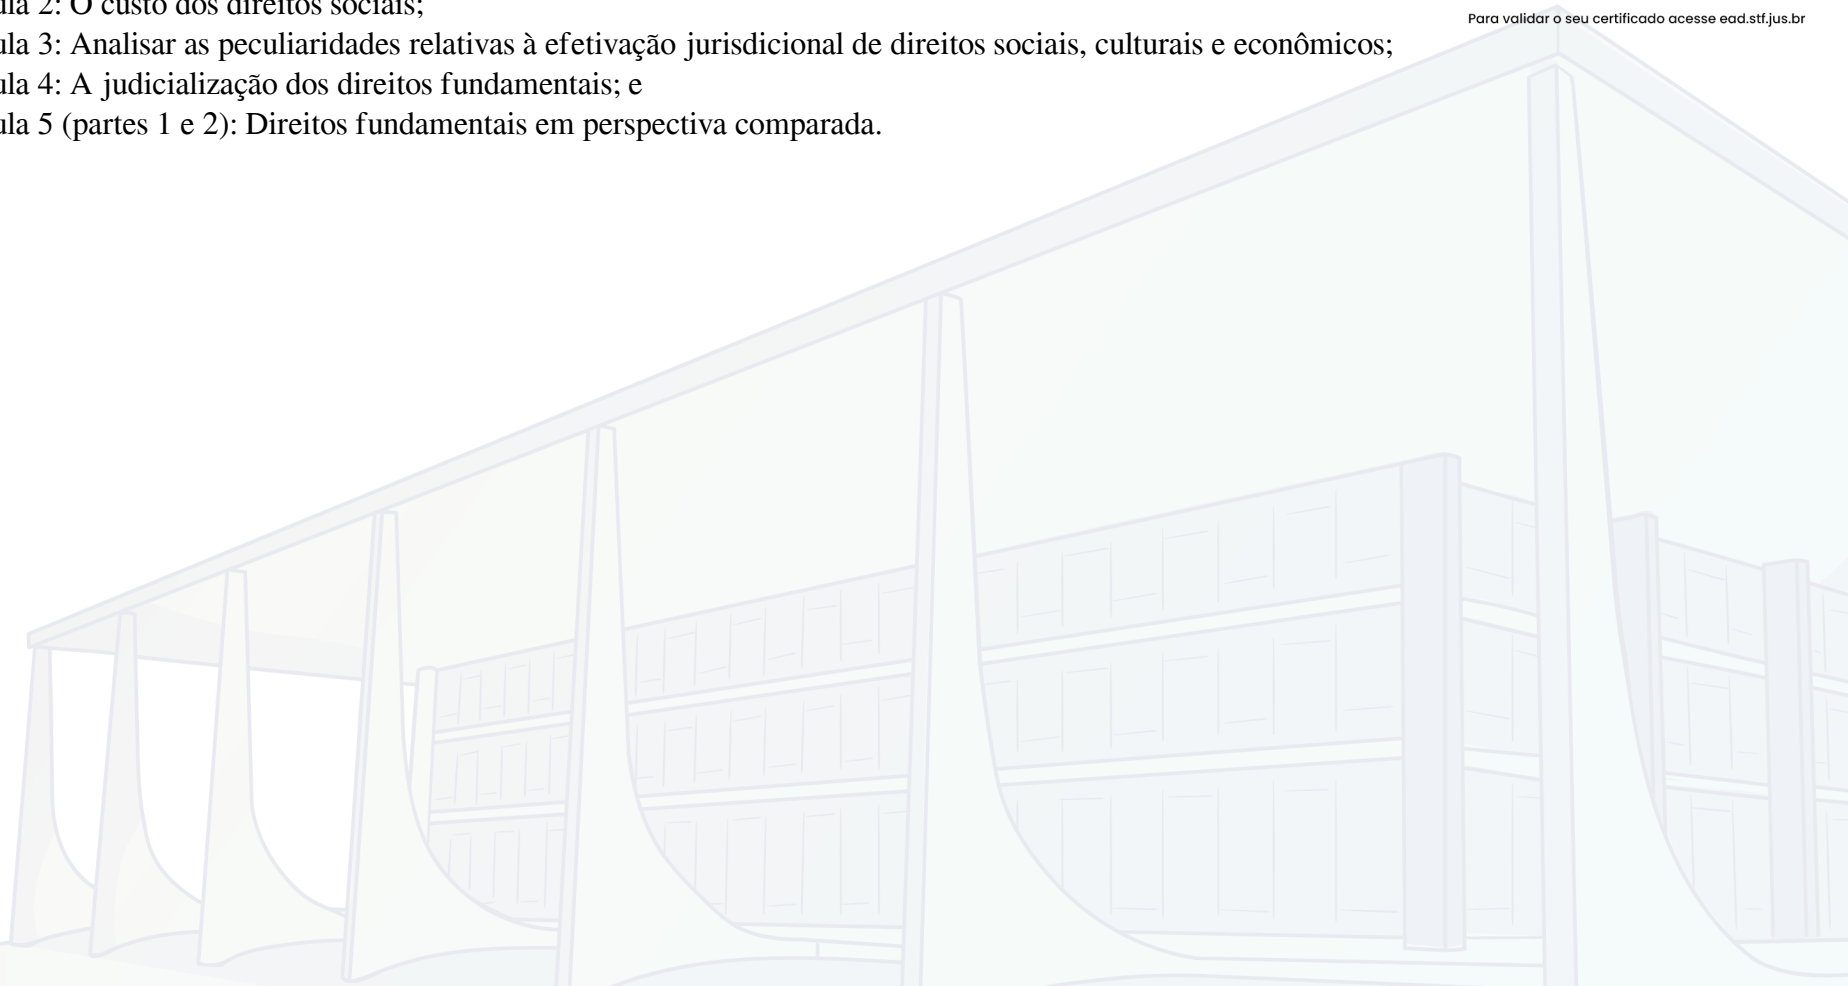 ula 2: O custo dos direitos sociais;
Para validar o seu certificado acesse ead.stf.jus.br
ula 3: Analisar as peculiaridades relativas à efetivação jurisdicional de direitos sociais, culturais e econômicos;
ula 4: A judicialização dos direitos fundamentais; e
ula 5 (partes 1 e 2): Direitos fundamentais em perspectiva comparada.